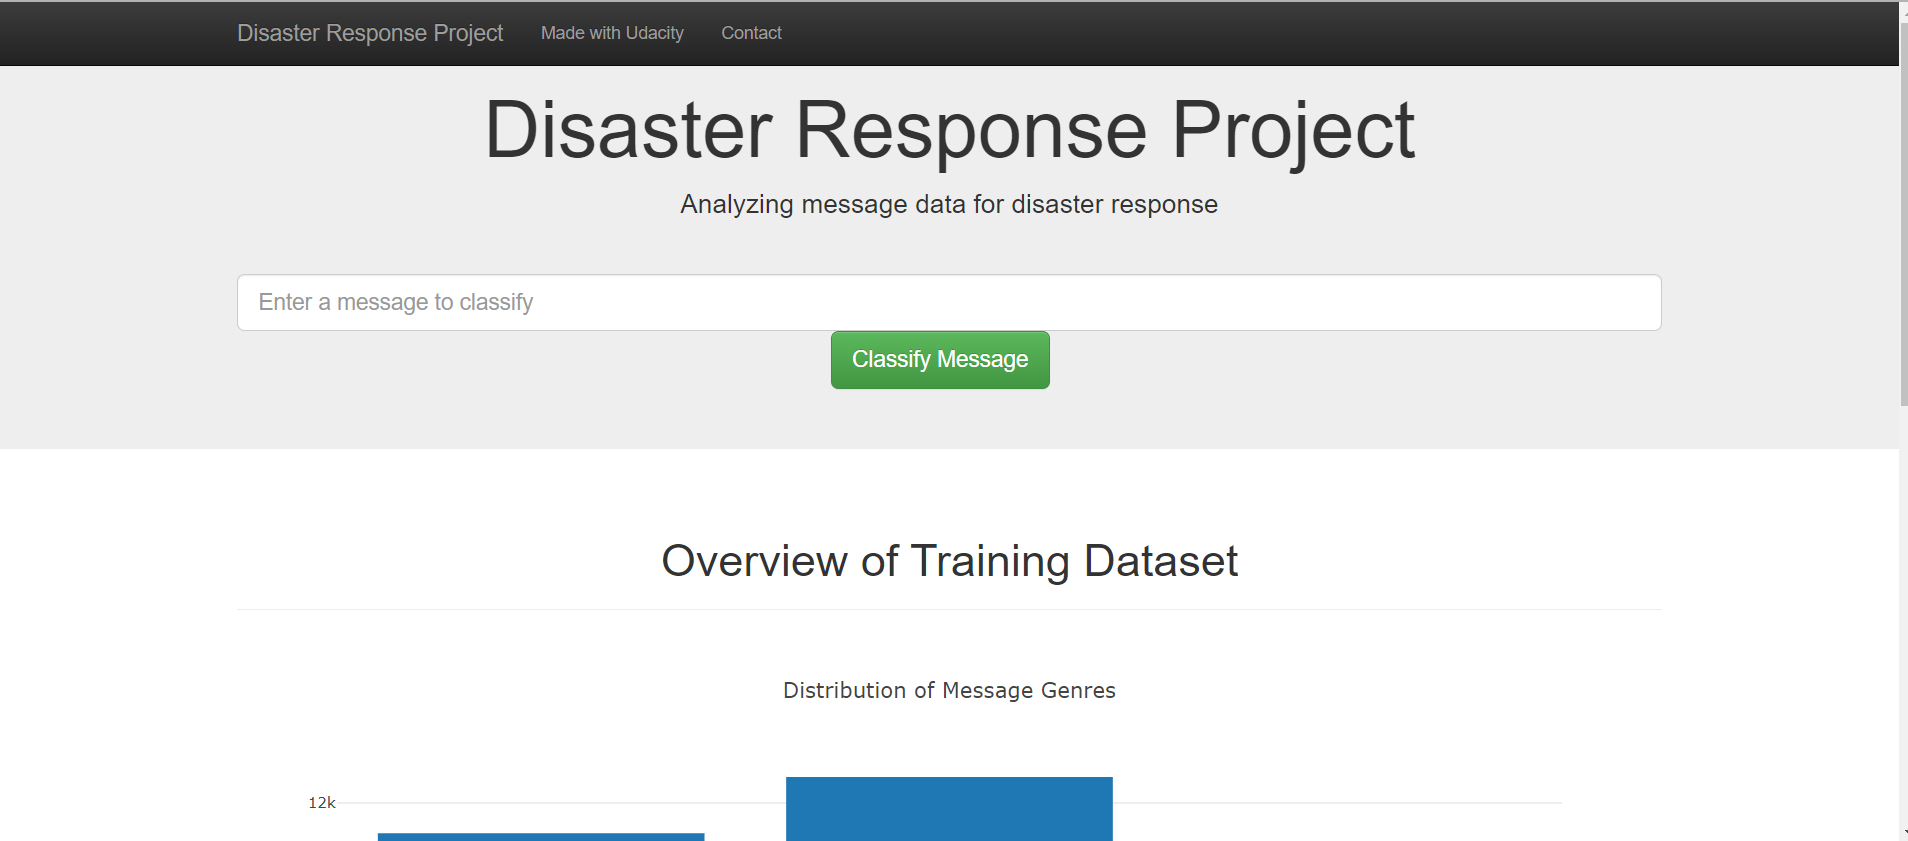 Disaster Response Project Made with Udacity Contact
Disaster Response Project
Analyzing message data for disaster response
Enter a message to classify
Classify Message
Overview of Training Dataset
Distribution of Message Genres
12k